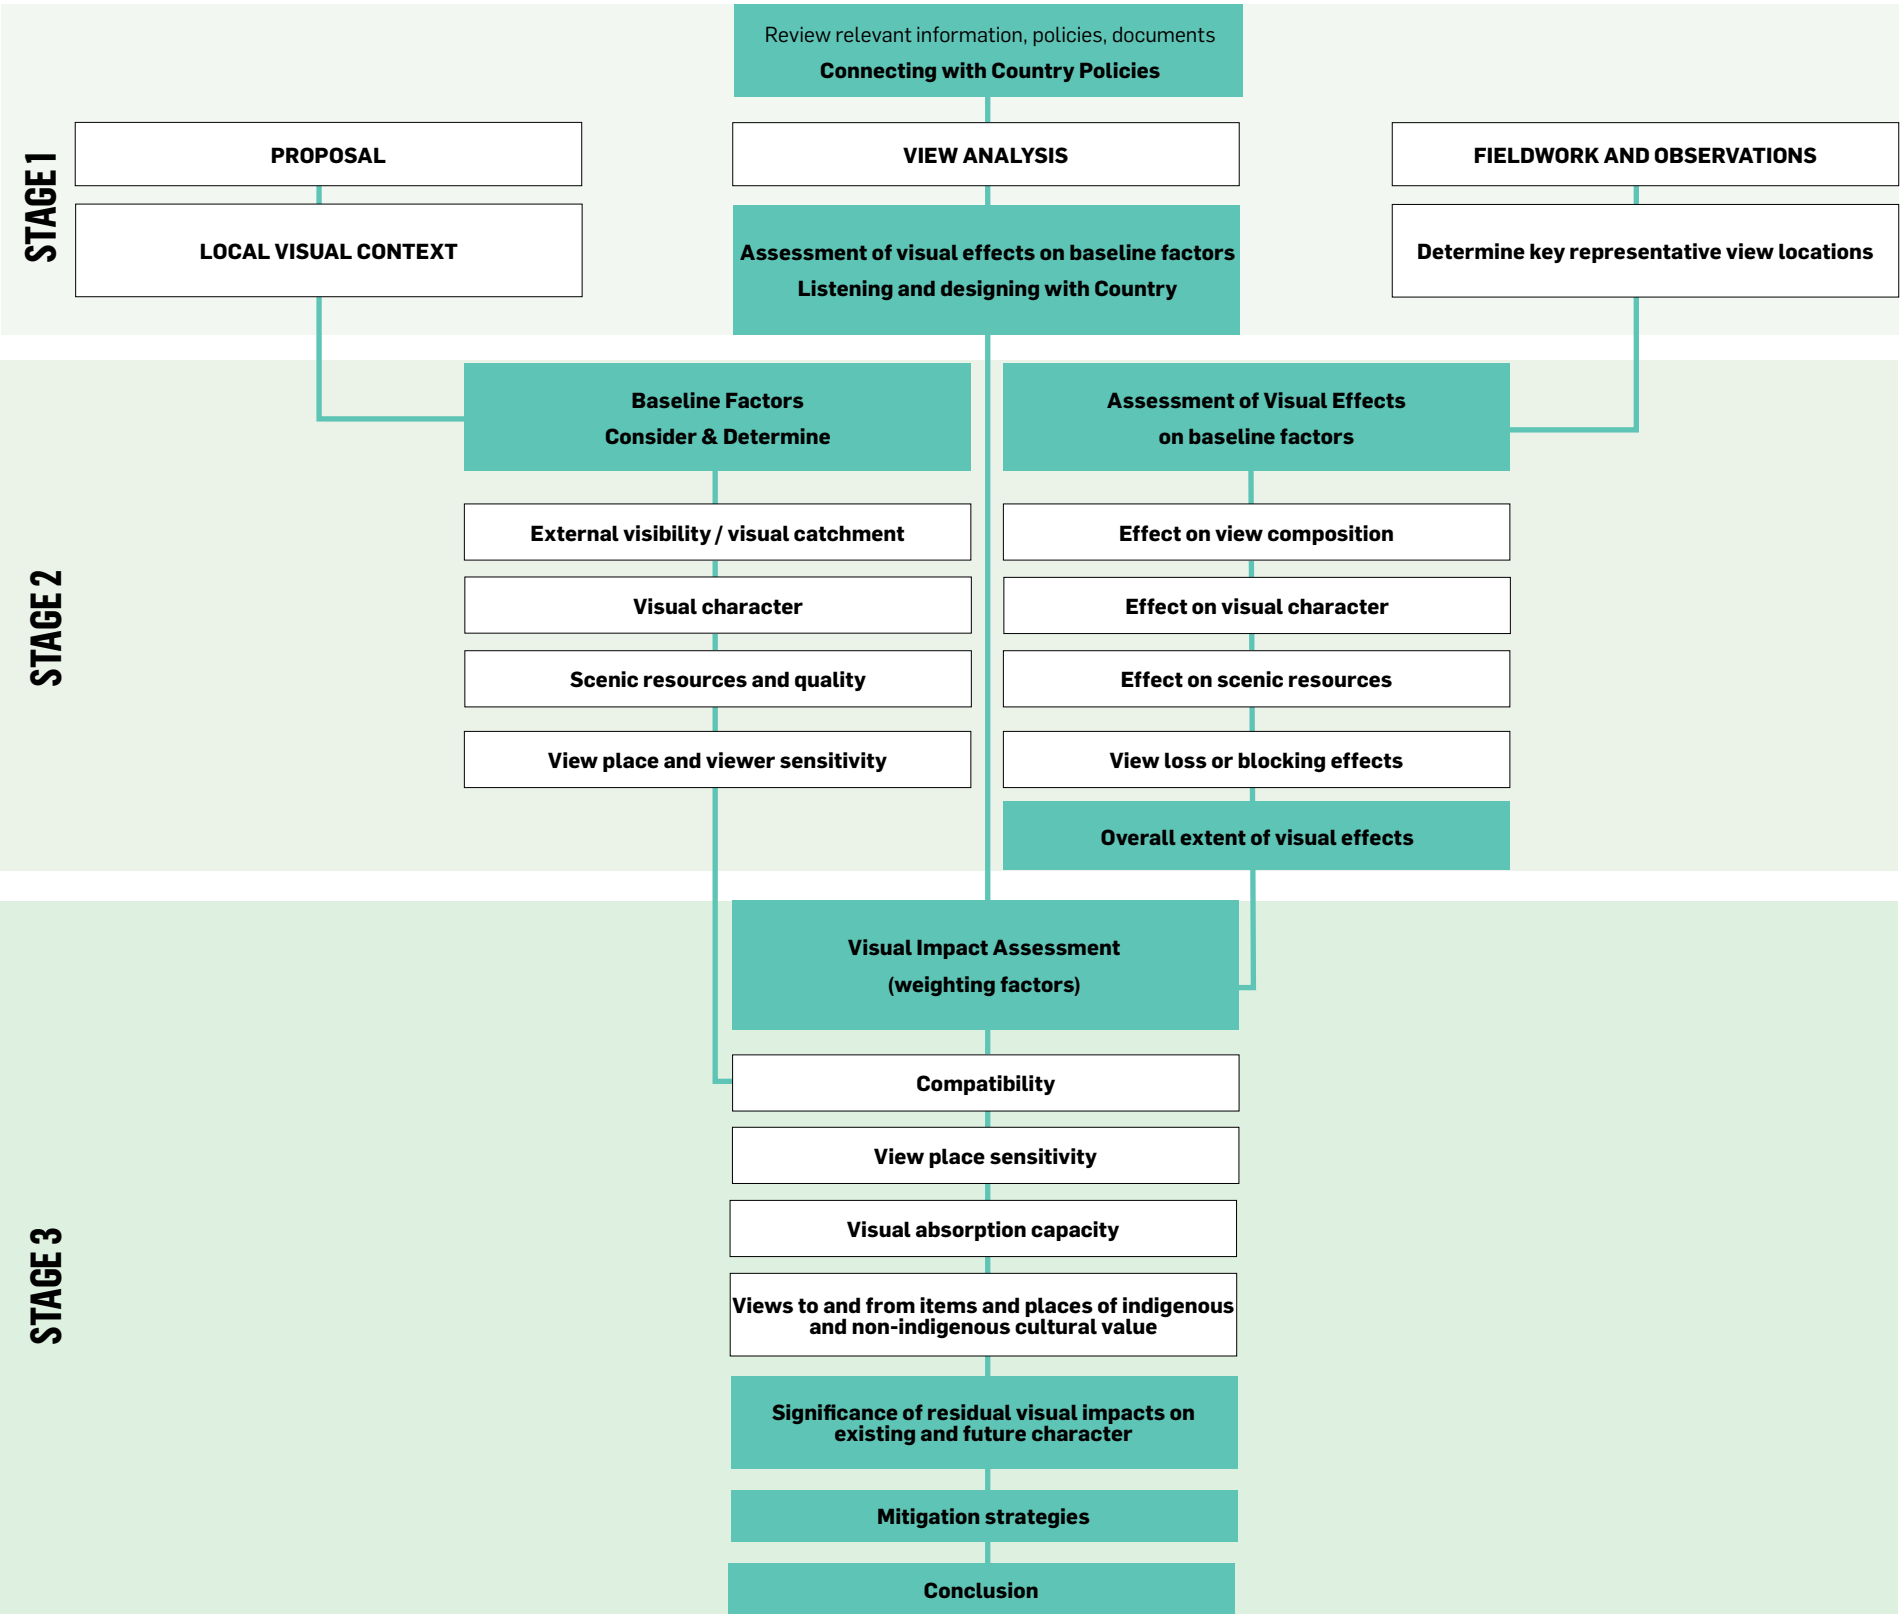 Review relevant information, policies, documents
Connecting with Country Policies
STAGE 1
PROPOSAL
VIEW ANALYSIS
FIELDWORK AND OBSERVATIONS
LOCAL VISUAL CONTEXT
Assessment of visual effects on baseline factors
Listening and designing with Country
Determine key representative view locations
STAGE 2
Baseline Factors
Consider & Determine
Assessment of Visual Effects
on baseline factors
External visibility / visual catchment
Effect on view composition
Visual character
Effect on visual character
Scenic resources and quality
Effect on scenic resources
View place and viewer sensitivity
View loss or blocking effects
Overall extent of visual effects
STAGE 3
Visual Impact Assessment
(weighting factors)
Compatibility
View place sensitivity
Visual absorption capacity
Views to and from items and places of indigenous
and non-indigenous cultural value
Significance of residual visual impacts on
existing and future character
Mitigation strategies
Conclusion